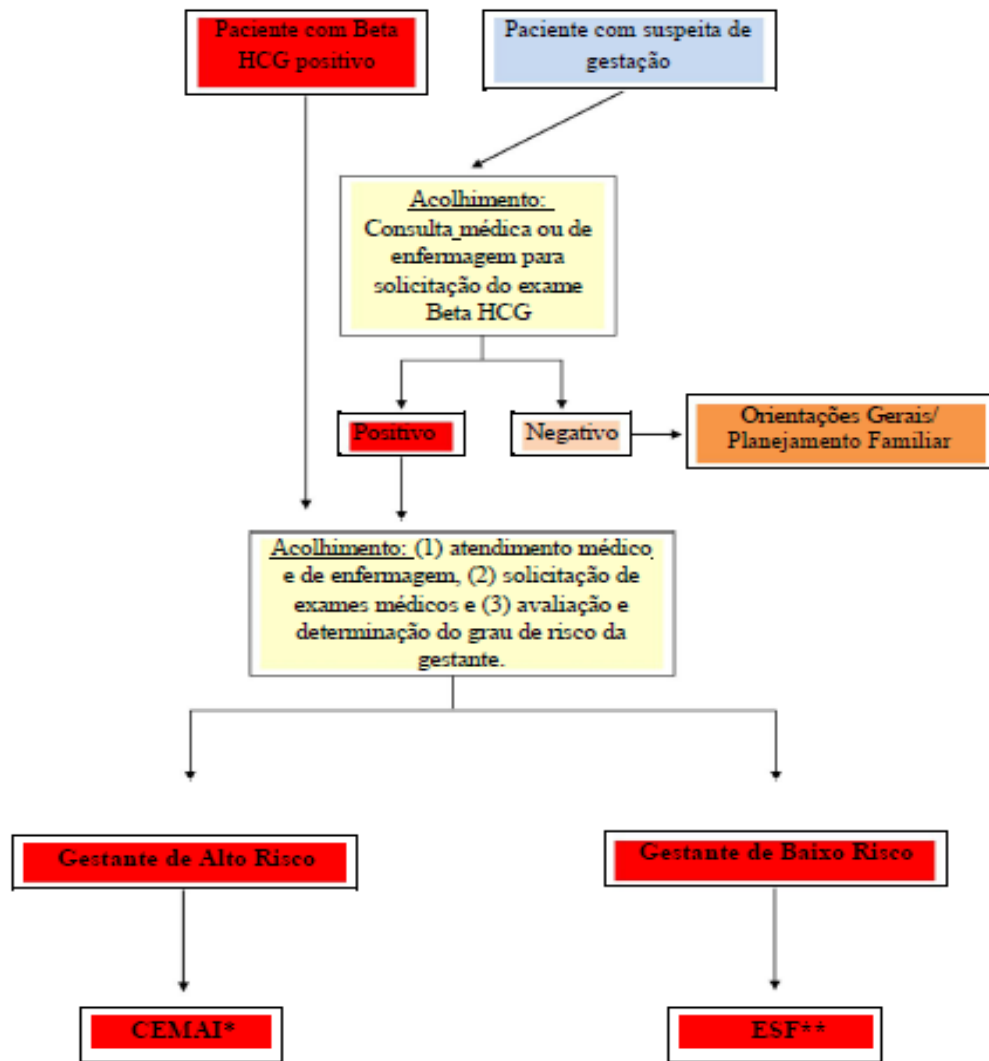 Paciente com Beta
HCG positivo
Paciente com suspeita de
gestação
Acolhimento:
Consulta médica ou de
enfermagem para
solicitação do exame
Beta HCG
Positivo
Negativo
Orientações Gerais/
Planejamento Familiar
Acolhimento: (1) atendimento médico
e de enfermagem, (2) solicitação de
exames médicos e (3) avaliação e
determinação do grau de risco da
gestante.
Gestante de Alto Risco
Gestante de Baixo Risco
CEMAI*
ESF**